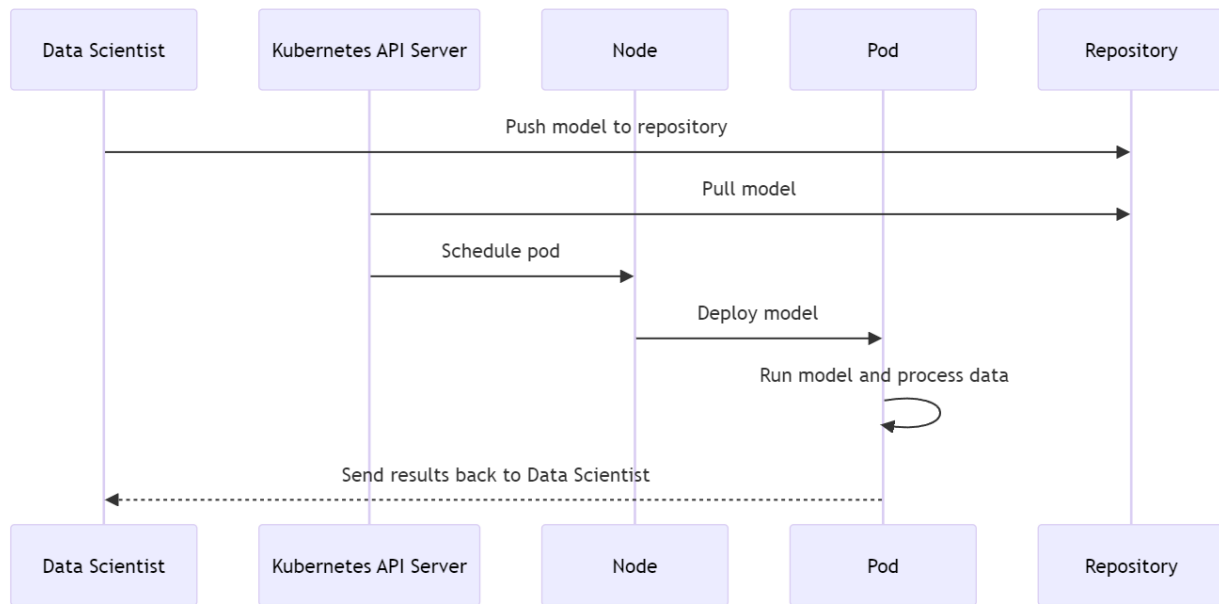 Data Scientist
Kubernetes API Server
Node
Pod
Repository
Push model to repository
Pull model
Schedule pod
Deploy model
Run model and process data
Send results back to Data Scientist
Data Scientist
Kubernetes API Server
Node
Pod
Repository